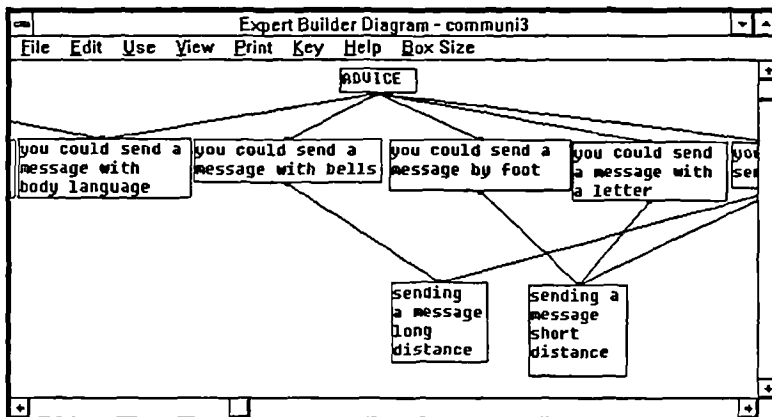 Expert Builder Diagram - communi3
File Edit Use View Print Key Help Box Size
ADVICE
you could send a
message with
body language
you could send a
message with bells
you could send a
message by foot
you could send
a message with
a letter
sending
a message
long
distance
sending a
message
short
distance